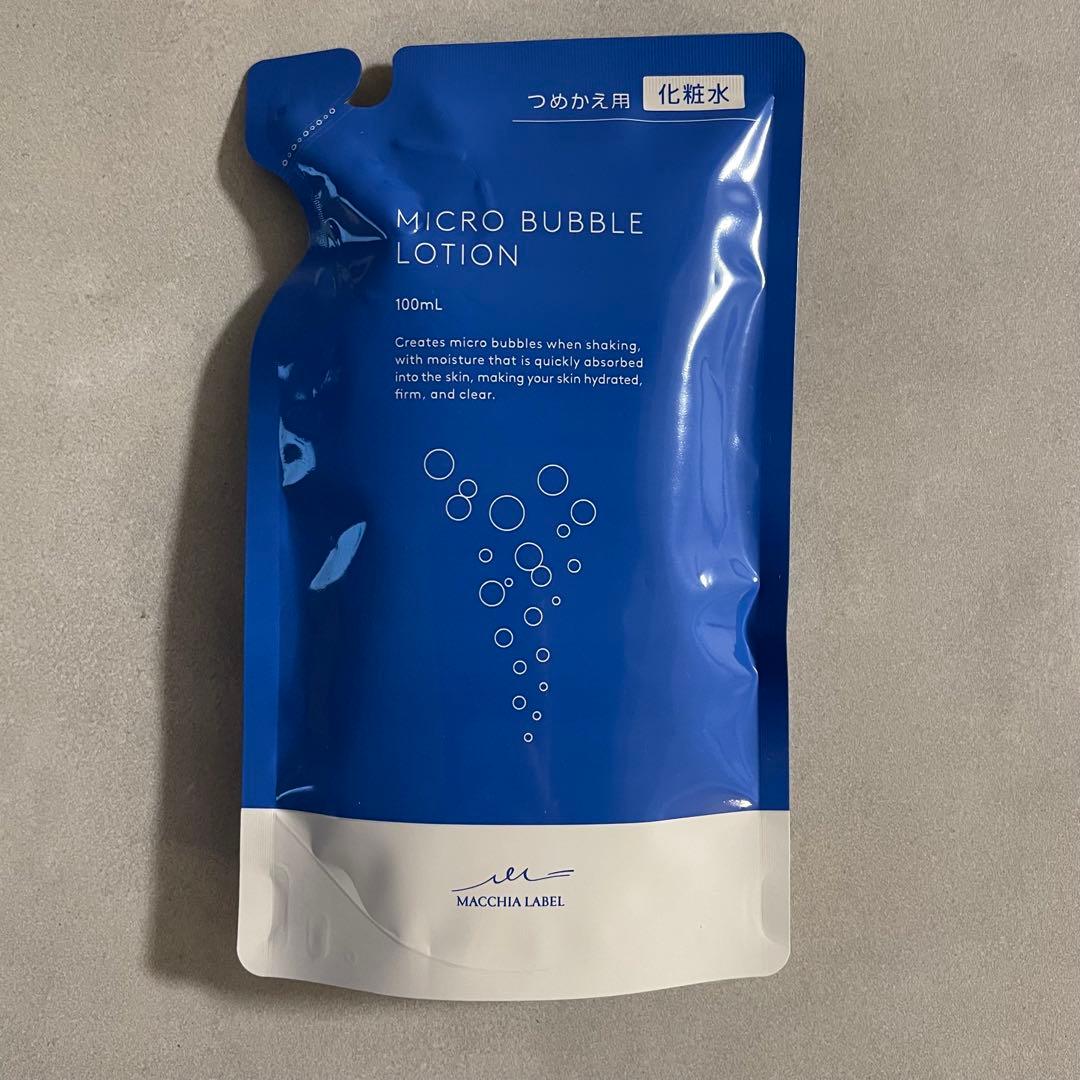 つめかえ用 化粧水
MICRO BUBBLE
LOTION
100mL
Creates micro bubbles when shaking,
with moisture that is quickly absorbed
into the skin, making your skin hydrated,
firm, and clear.
MACCHIA LABEL